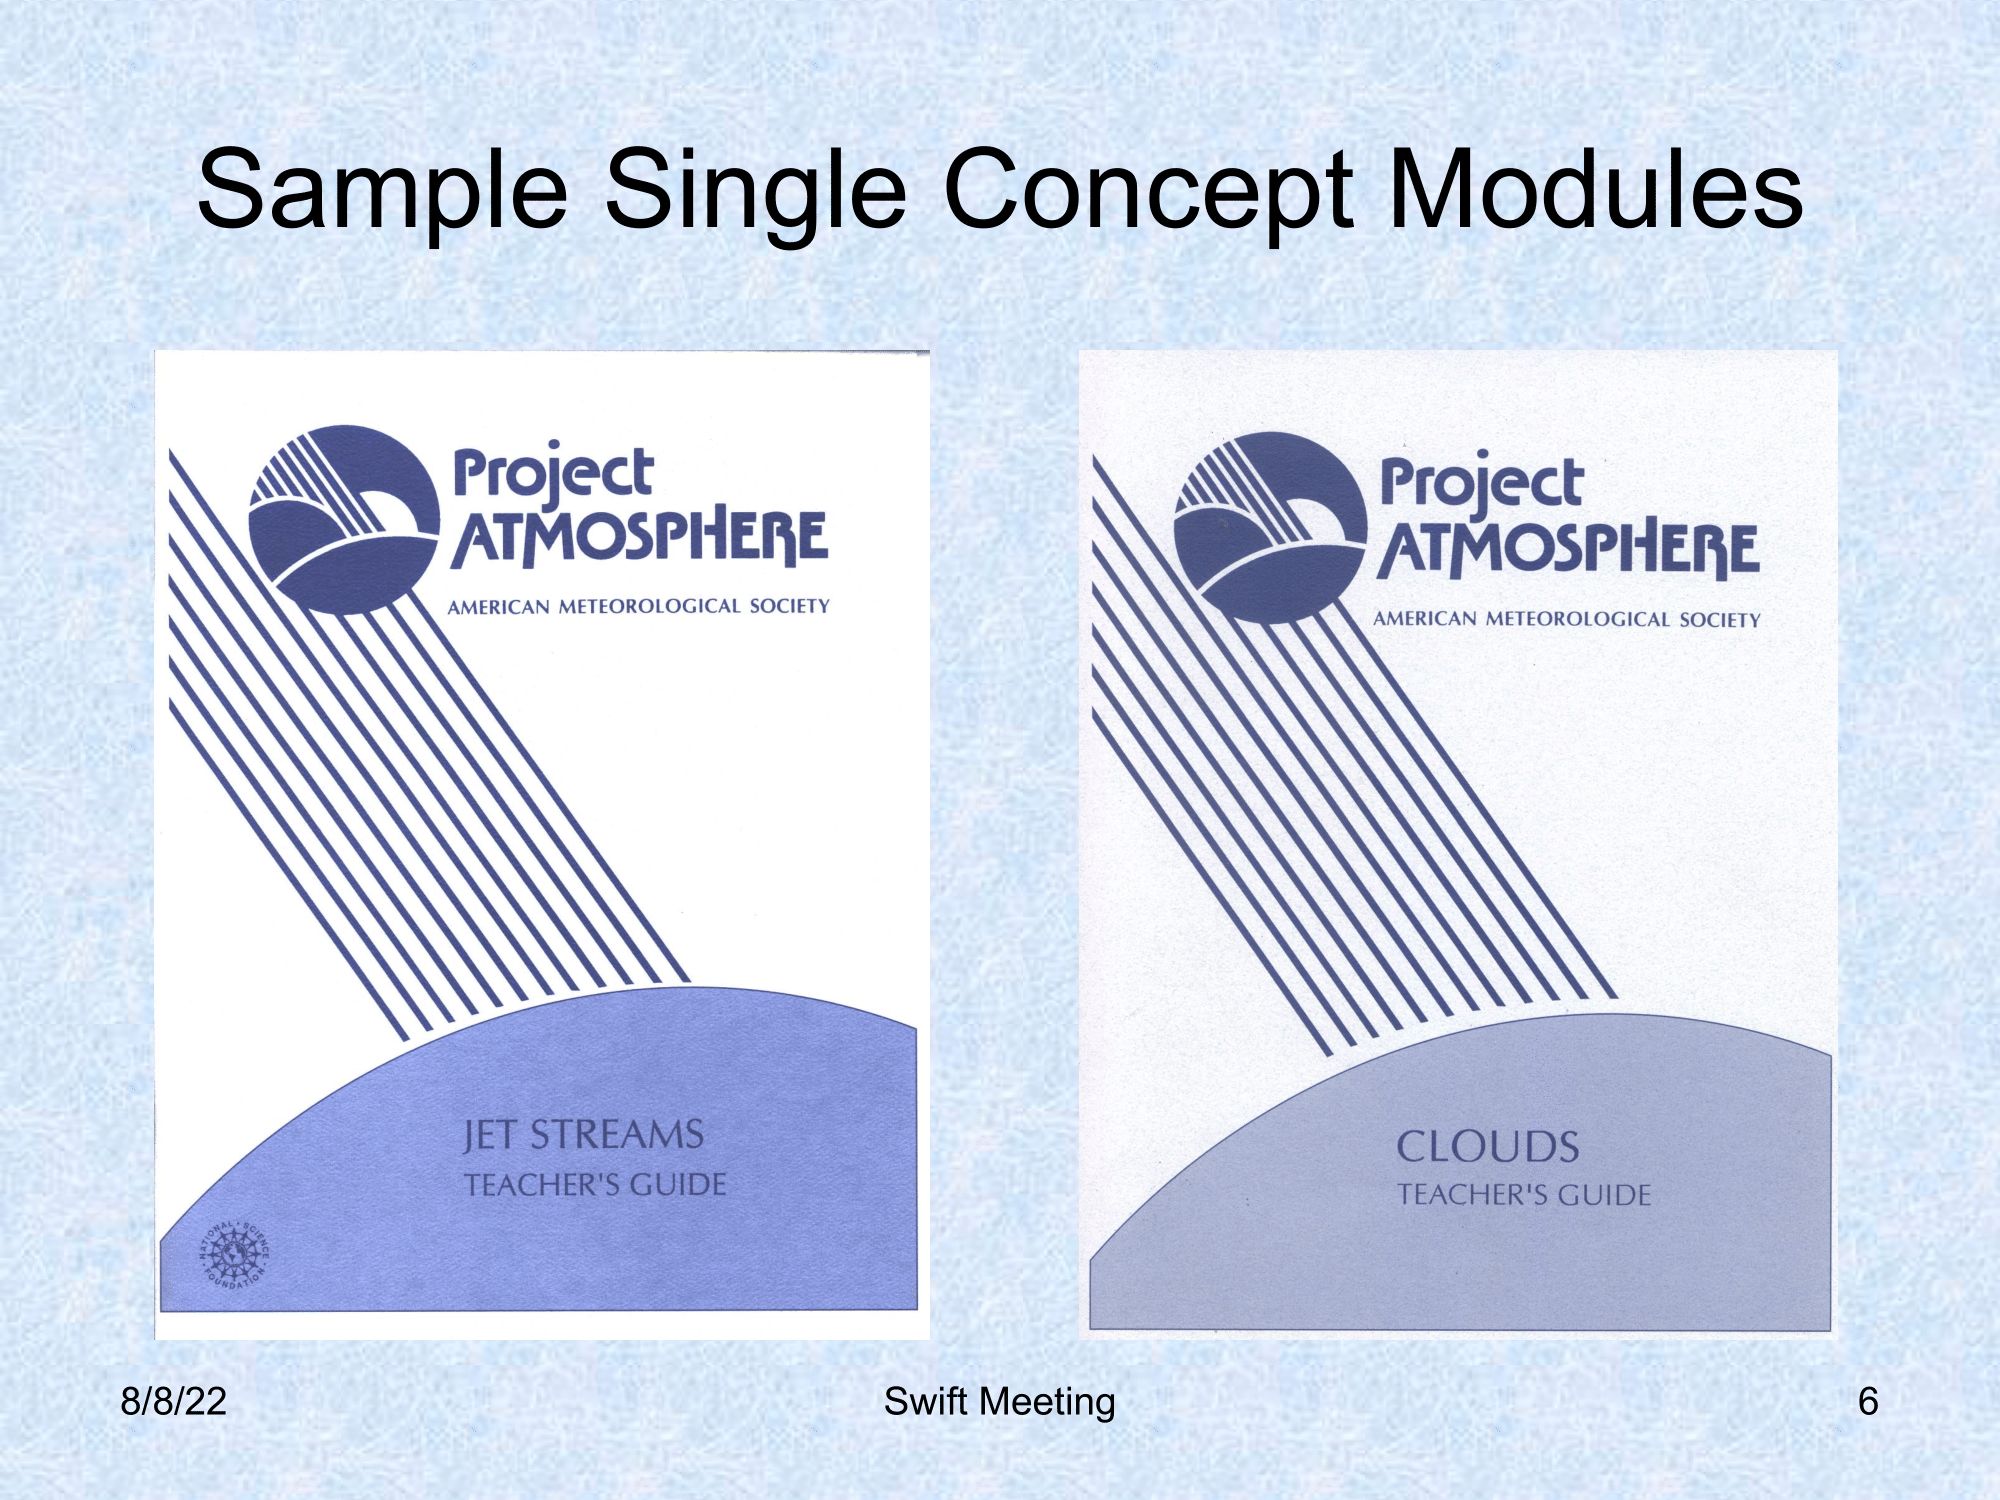 Sample Single Concept Modules
Project
ATMOSPHERE
AMERICAN METEOROLOGICAL SOCIETY
JET STREAMS
TEACHER'S GUIDE
NATIONAL • SCIENCE • FOUNDATION •
Project
ATMOSPHERE
AMERICAN METEOROLOGICAL SOCIETY
CLOUDS
TEACHER'S GUIDE
8/8/22
Swift Meeting
6